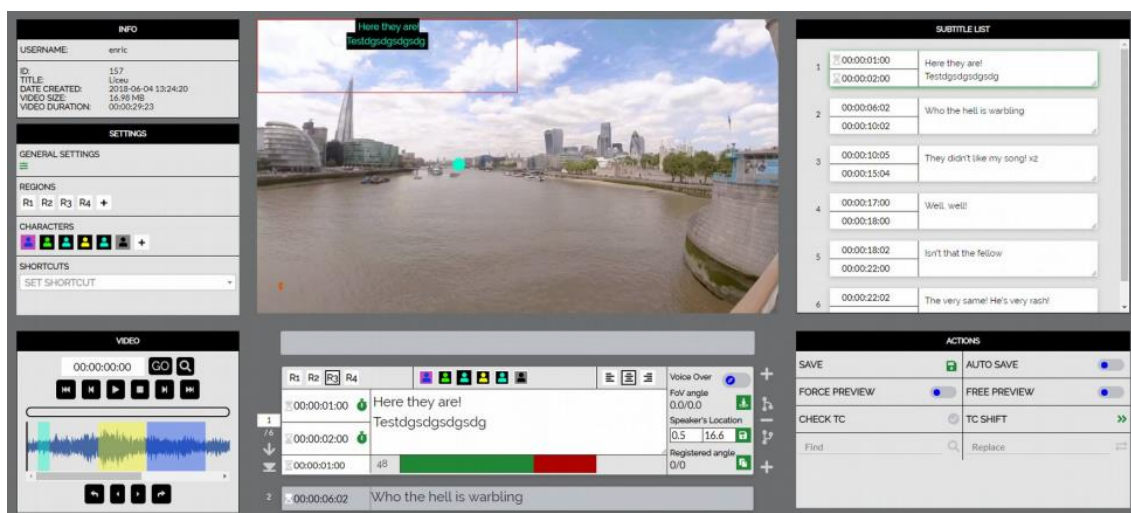 INFO
USERNAME: enric
ID: 157
TITLE: Liceu
DATE CREATED: 2018-06-04 13:24:20
VIDEO SIZE: 16.98 MB
VIDEO DURATION: 00:00:29:23
SETTINGS
GENERAL SETTINGS
REGIONS
R1 R2 R3 R4 +
CHARACTERS
+
SHORTCUTS
SET SHORTCUT
Here they are!
Testdgsdgsdgsdg
SUBTITLE LIST
1
00:00:01:00
00:00:02:00
Here they are!
Testdgsdgsdgsdg
2
00:00:06:02
00:00:10:02
Who the hell is warbling
3
00:00:10:05
00:00:15:04
They didn't like my song! xz
4
00:00:17:00
00:00:18:00
Well, well!
5
00:00:18:02
00:00:22:00
Isn't that the fellow
6
00:00:22:02
The very same! He's very rash!
VIDEO
00:00:00:00 GO
R1 R2 R3 R4
1
/6
00:00:01:00
00:00:02:00
00:00:01:00
Here they are!
Testdgsdgsdgsdg
48
Voice Over
FoV angle
0.0/0.0
Speaker's Location
0.5 16.6
Registered angle
0/0
2 00:00:06:02 Who the hell is warbling
ACTIONS
SAVE AUTO SAVE
FORCE PREVIEW FREE PREVIEW
CHECK TC TC SHIFT
Find Replace